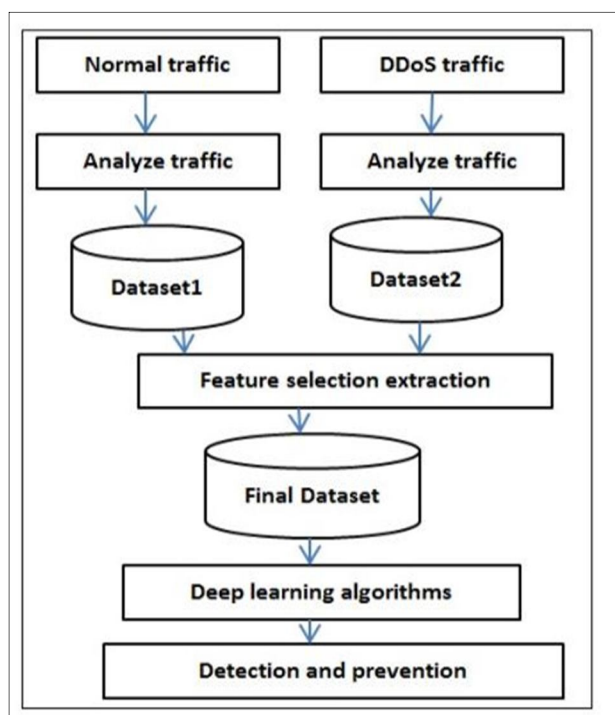 Normal traffic
DDoS traffic
Analyze traffic
Analyze traffic
Dataset1
Dataset2
Feature selection extraction
Final Dataset
Deep learning algorithms
Detection and prevention